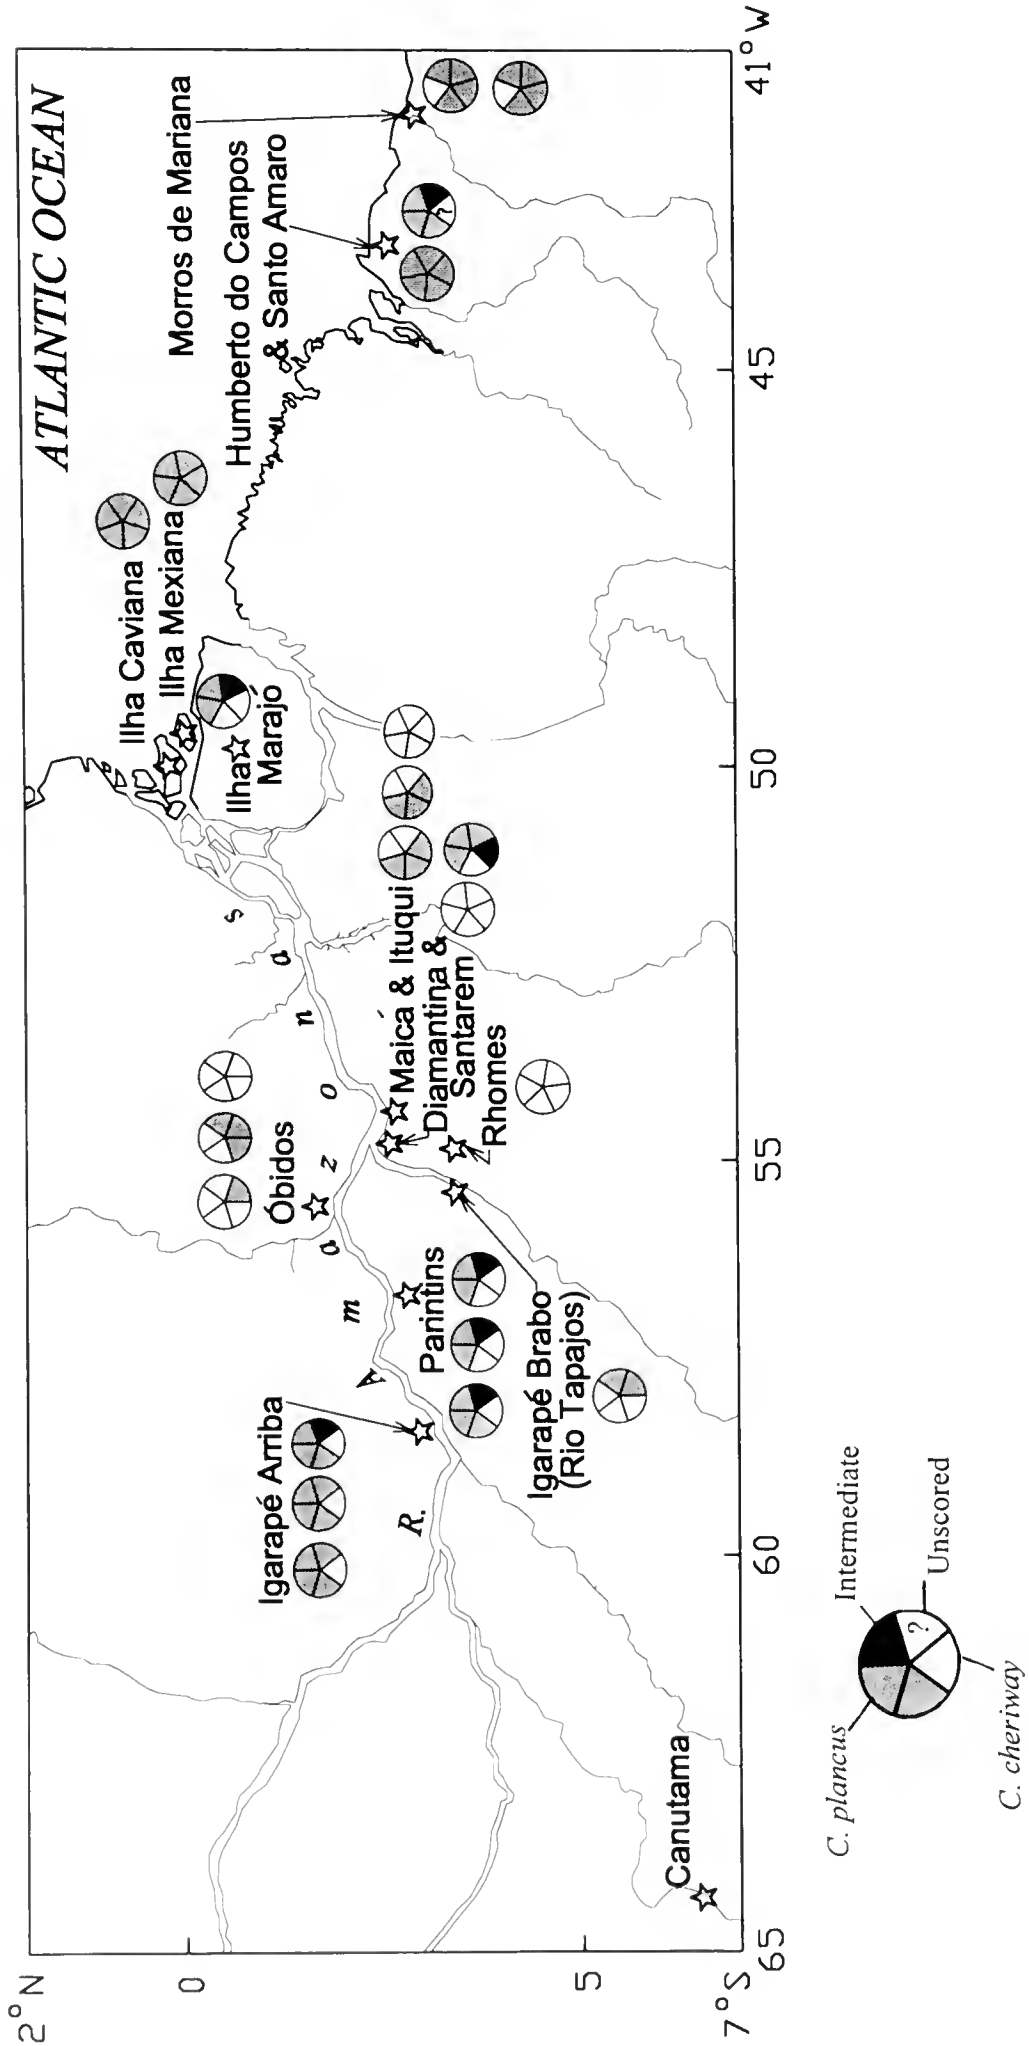 ATLANTIC OCEAN
Morros de Mariana
Humberto do Campos
& Santo Amaro
Ilha Caviana
Ilha Mexiana
Ilha
Marajó
Óbidos
Maicá & Ituqui
Diamantina &
Santarem
Rhomes
Parintins
Igarapé Arriba
Igarapé Brabo
(Rio Tapajos)
Canutama
R. A m a z o n a s
?
2°N
0
5
7°S
65
60
55
50
45
41°W
C. plancus
Intermediate
?
Unscored
C. cheriway